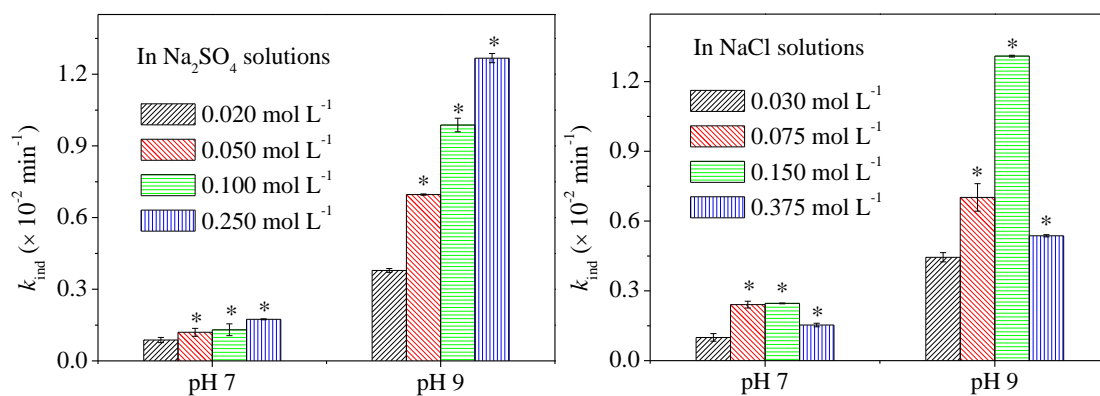 In Na₂SO₄ solutions
0.020 mol L⁻¹
0.050 mol L⁻¹
0.100 mol L⁻¹
0.250 mol L⁻¹
k_ind (× 10⁻² min⁻¹)
1.2
0.9
0.6
0.3
0.0
* * *
* * *
pH 7 pH 9
In NaCl solutions
0.030 mol L⁻¹
0.075 mol L⁻¹
0.150 mol L⁻¹
0.375 mol L⁻¹
k_ind (× 10⁻² min⁻¹)
1.2
0.9
0.6
0.3
0.0
* * *
* * *
pH 7 pH 9